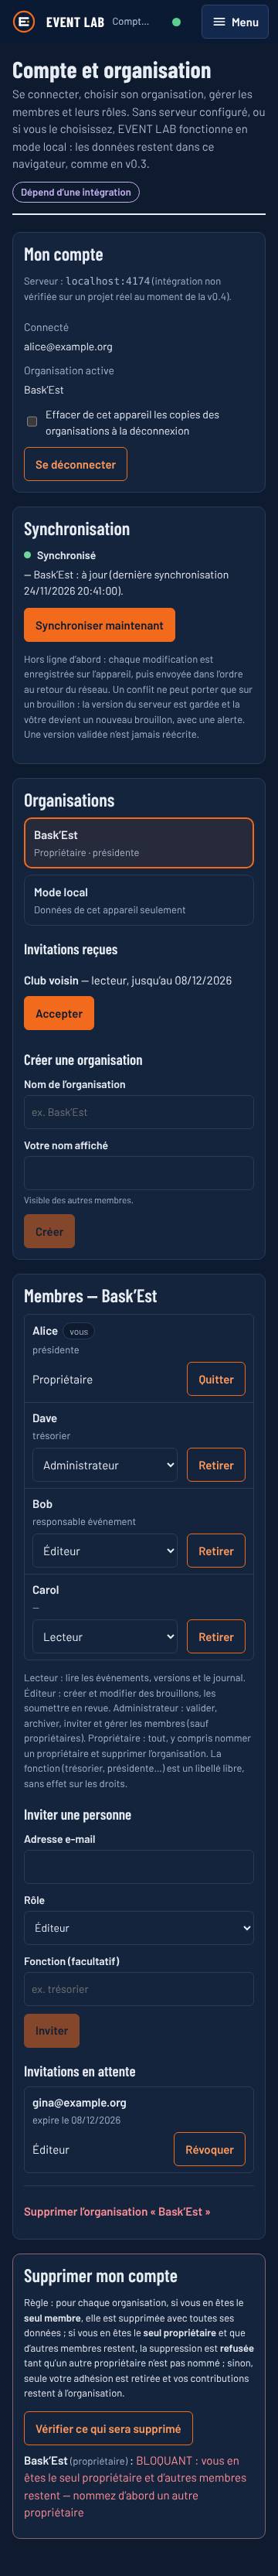 EVENT LAB Compt… Menu
Compte et organisation
Se connecter, choisir son organisation, gérer les
membres et leurs rôles. Sans serveur configuré, ou
si vous le choisissez, EVENT LAB fonctionne en
mode local : les données restent dans ce
navigateur, comme en v0.3.
Dépend d’une intégration
Mon compte
Serveur : localhost:4174 (intégration non
vérifiée sur un projet réel au moment de la v0.4).
Connecté
alice@example.org
Organisation active
Bask’Est
Effacer de cet appareil les copies des
organisations à la déconnexion
Se déconnecter
Synchronisation
Synchronisé
— Bask’Est : à jour (dernière synchronisation
24/11/2026 20:41:00).
Synchroniser maintenant
Hors ligne d’abord : chaque modification est
enregistrée sur l’appareil, puis envoyée dans l’ordre
au retour du réseau. Un conflit ne peut porter que sur
un brouillon : la version du serveur est gardée et la
vôtre devient un nouveau brouillon, avec une alerte.
Une version validée n’est jamais réécrite.
Organisations
Bask’Est
Propriétaire · présidente
Mode local
Données de cet appareil seulement
Invitations reçues
Club voisin — lecteur, jusqu’au 08/12/2026
Accepter
Créer une organisation
Nom de l’organisation
ex. Bask’Est
Votre nom affiché
Visible des autres membres.
Créer
Membres — Bask’Est
Alice vous
présidente
Propriétaire Quitter
Dave
trésorier
Administrateur Retirer
Bob
responsable événement
Éditeur Retirer
Carol
—
Lecteur Retirer
Lecteur : lire les événements, versions et le journal.
Éditeur : créer et modifier des brouillons, les
soumettre en revue. Administrateur : valider,
archiver, inviter et gérer les membres (sauf
propriétaires). Propriétaire : tout, y compris nommer
un propriétaire et supprimer l’organisation. La
fonction (trésorier, présidente…) est un libellé libre,
sans effet sur les droits.
Inviter une personne
Adresse e-mail
Rôle
Éditeur
Fonction (facultatif)
ex. trésorier
Inviter
Invitations en attente
gina@example.org
expire le 08/12/2026
Éditeur Révoquer
Supprimer l’organisation « Bask’Est »
Supprimer mon compte
Règle : pour chaque organisation, si vous en êtes le
seul membre, elle est supprimée avec toutes ses
données ; si vous en êtes le seul propriétaire et que
d’autres membres restent, la suppression est refusée
tant qu’un autre propriétaire n’est pas nommé ; sinon,
seule votre adhésion est retirée et vos contributions
restent à l’organisation.
Vérifier ce qui sera supprimé
Bask’Est (propriétaire) : BLOQUANT : vous en
êtes le seul propriétaire et d’autres membres
restent — nommez d’abord un autre
propriétaire